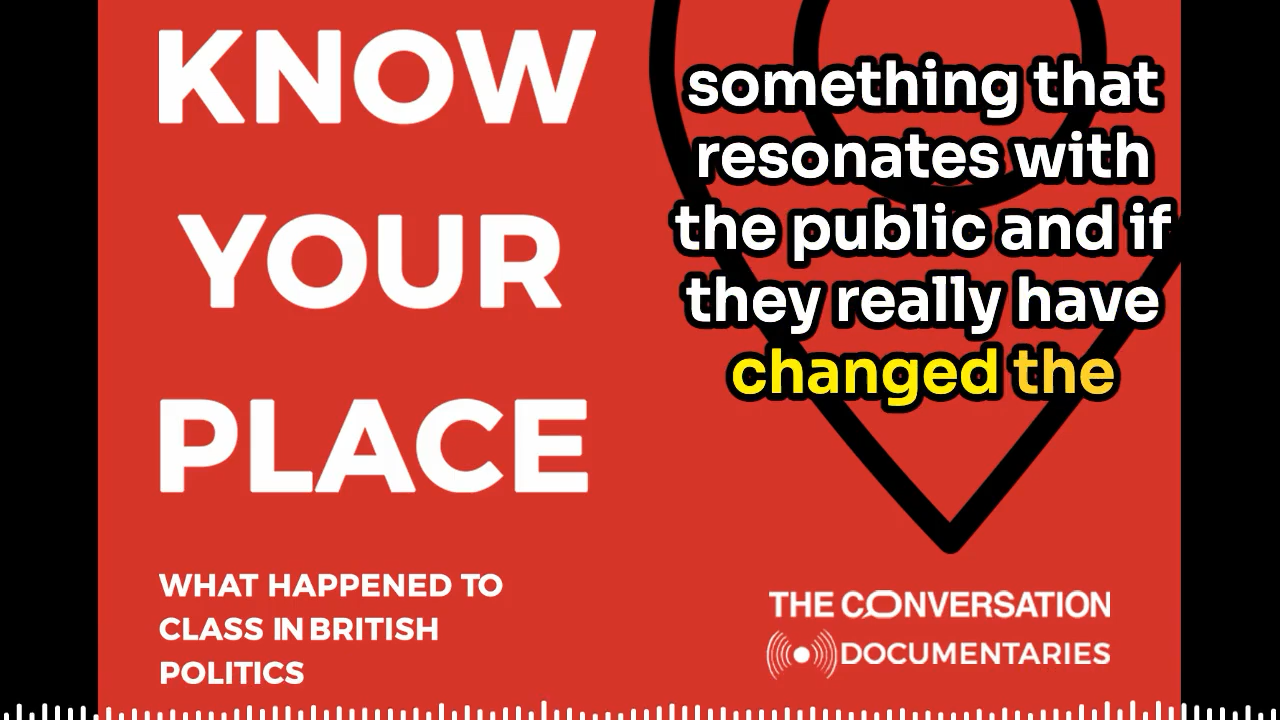 KNOW
YOUR
PLACE
WHAT HAPPENED TO
CLASS IN BRITISH
POLITICS
something that
resonates with
the public and if
they really have
changed the
THE CONVERSATION
DOCUMENTARIES